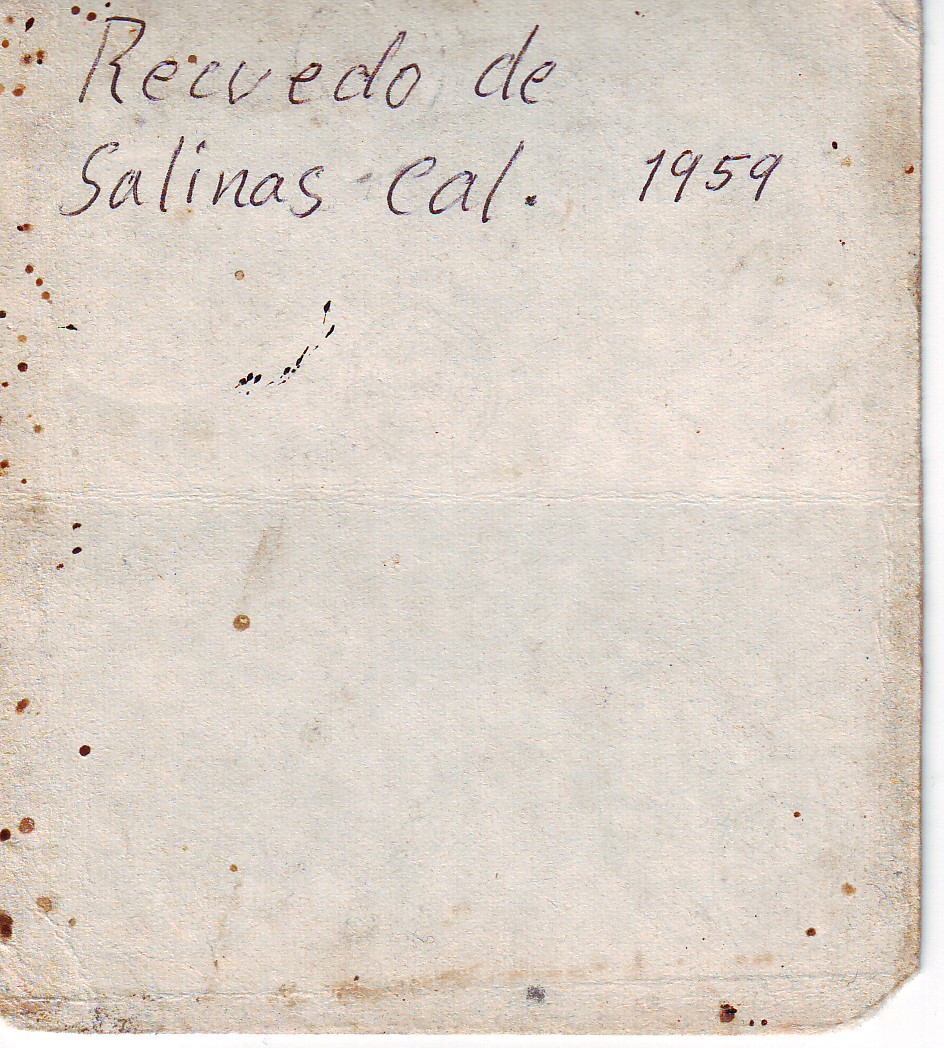 Recuedo de
Salinas Cal. 1959